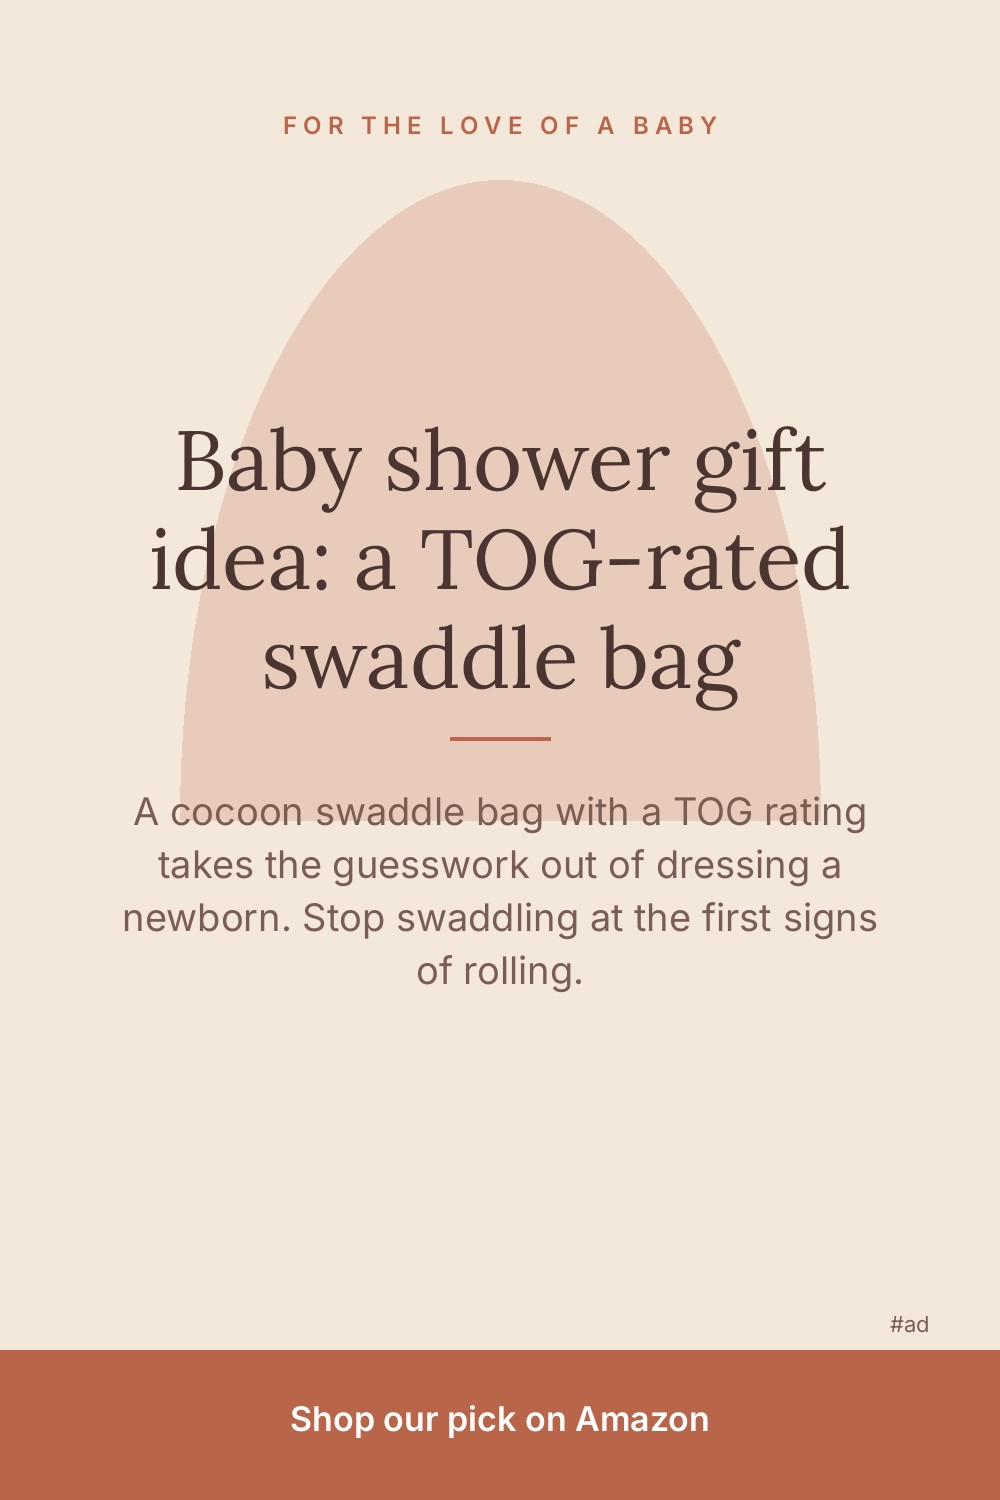 FOR THE LOVE OF A BABY
Baby shower gift
idea: a TOG-rated
swaddle bag
A cocoon swaddle bag with a TOG rating
takes the guesswork out of dressing a
newborn. Stop swaddling at the first signs
of rolling.
#ad
Shop our pick on Amazon